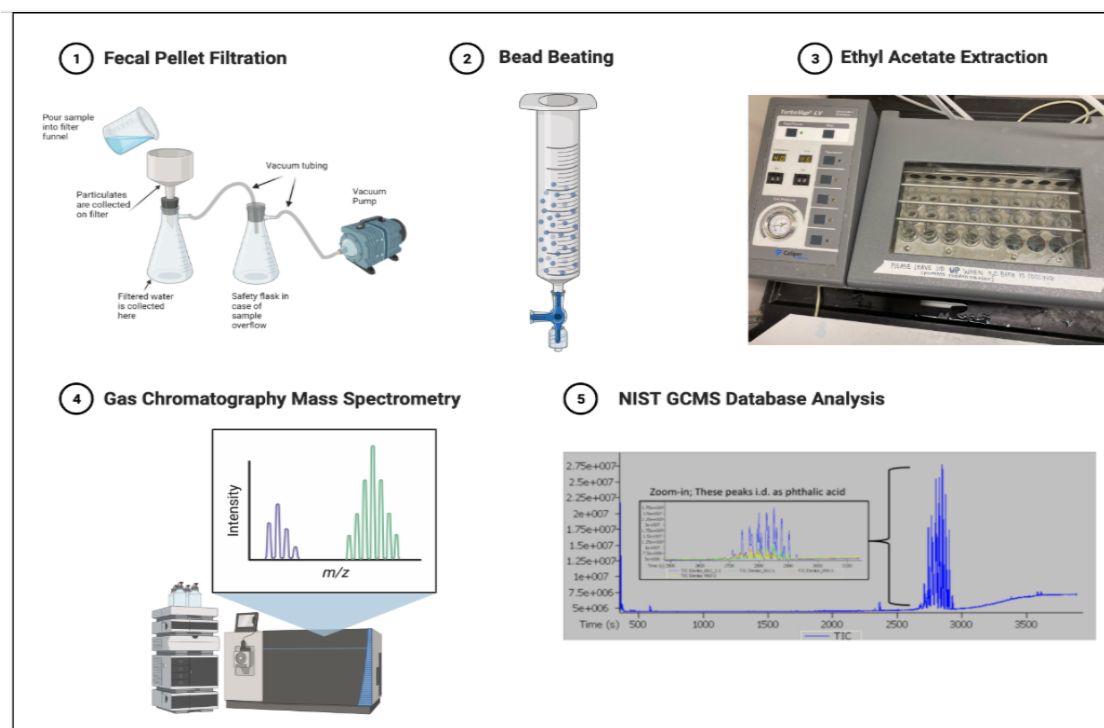 1 Fecal Pellet Filtration
Pour sample
into filter
funnel
Particulates
are collected
on filter
Vacuum tubing
Vacuum
Pump
Filtered water
is collected
here
Safety flask in
case of
sample
overflow
2 Bead Beating
3 Ethyl Acetate Extraction
TurboVap LV
PLEASE LEAVE LID UP WHEN H2O BATH IS COOLING
4 Gas Chromatography Mass Spectrometry
Intensity
m/z
5 NIST GCMS Database Analysis
2.75e+007
2.5e+007
2e+007
1.75e+007
1.5e+007
1.25e+007
1e+007
7.5e+006
5e+006
Zoom-in; These peaks i.d. as phthalic acid
Time (s) 500 1000 1500 2000 2500 3000 3500
TIC